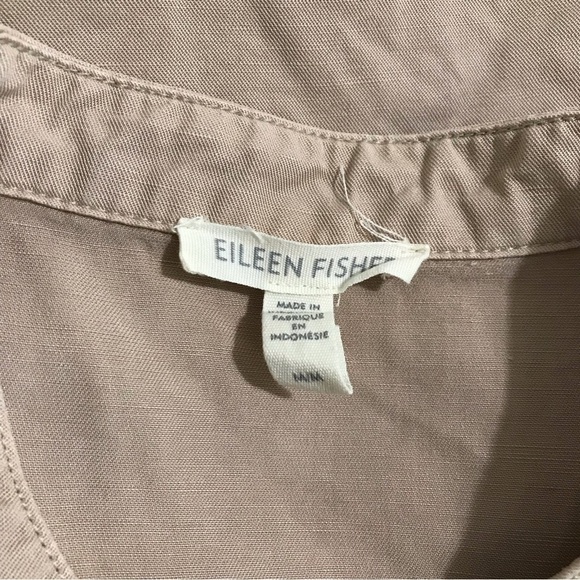 EILEEN FISHER
MADE IN
FABRIQUE
EN
INDONÉSIE
M/M